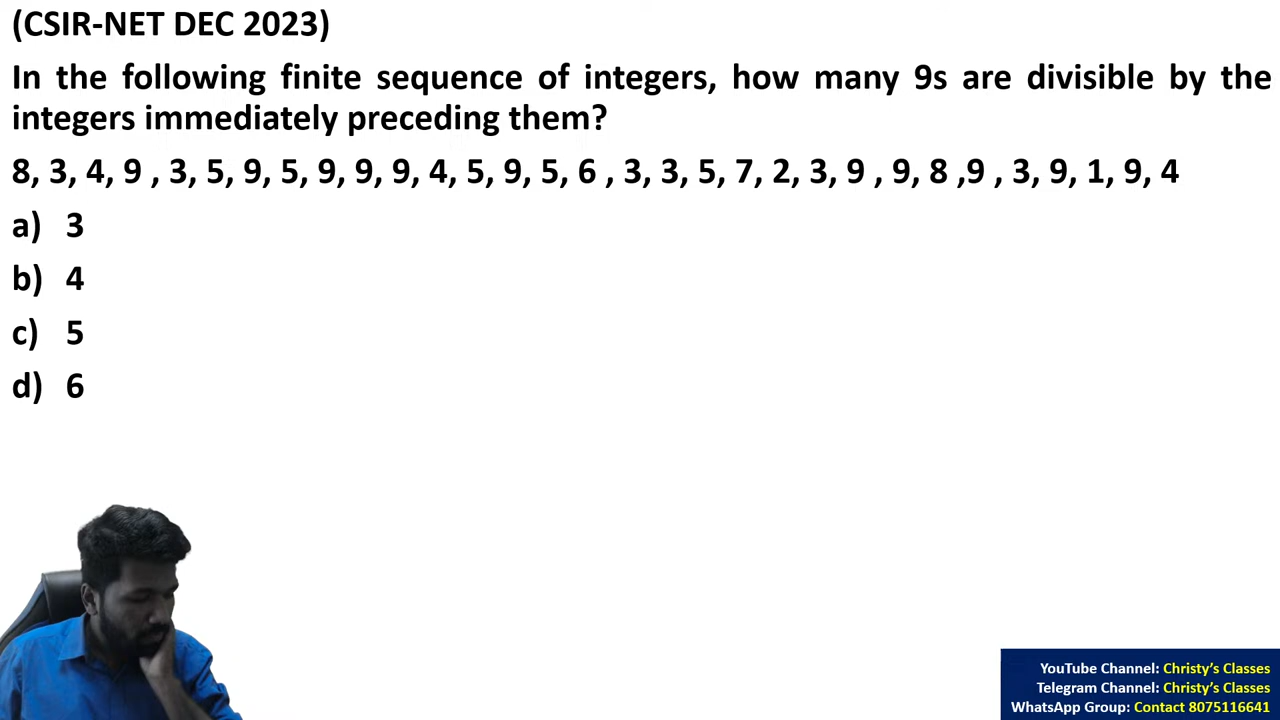 (CSIR-NET DEC 2023)
In the following finite sequence of integers, how many 9s are divisible by the
integers immediately preceding them?
8, 3, 4, 9 , 3, 5, 9, 5, 9, 9, 9, 4, 5, 9, 5, 6 , 3, 3, 5, 7, 2, 3, 9 , 9, 8 ,9 , 3, 9, 1, 9, 4
a) 3
b) 4
c) 5
d) 6
YouTube Channel: Christy's Classes
Telegram Channel: Christy's Classes
WhatsApp Group: Contact 8075116641